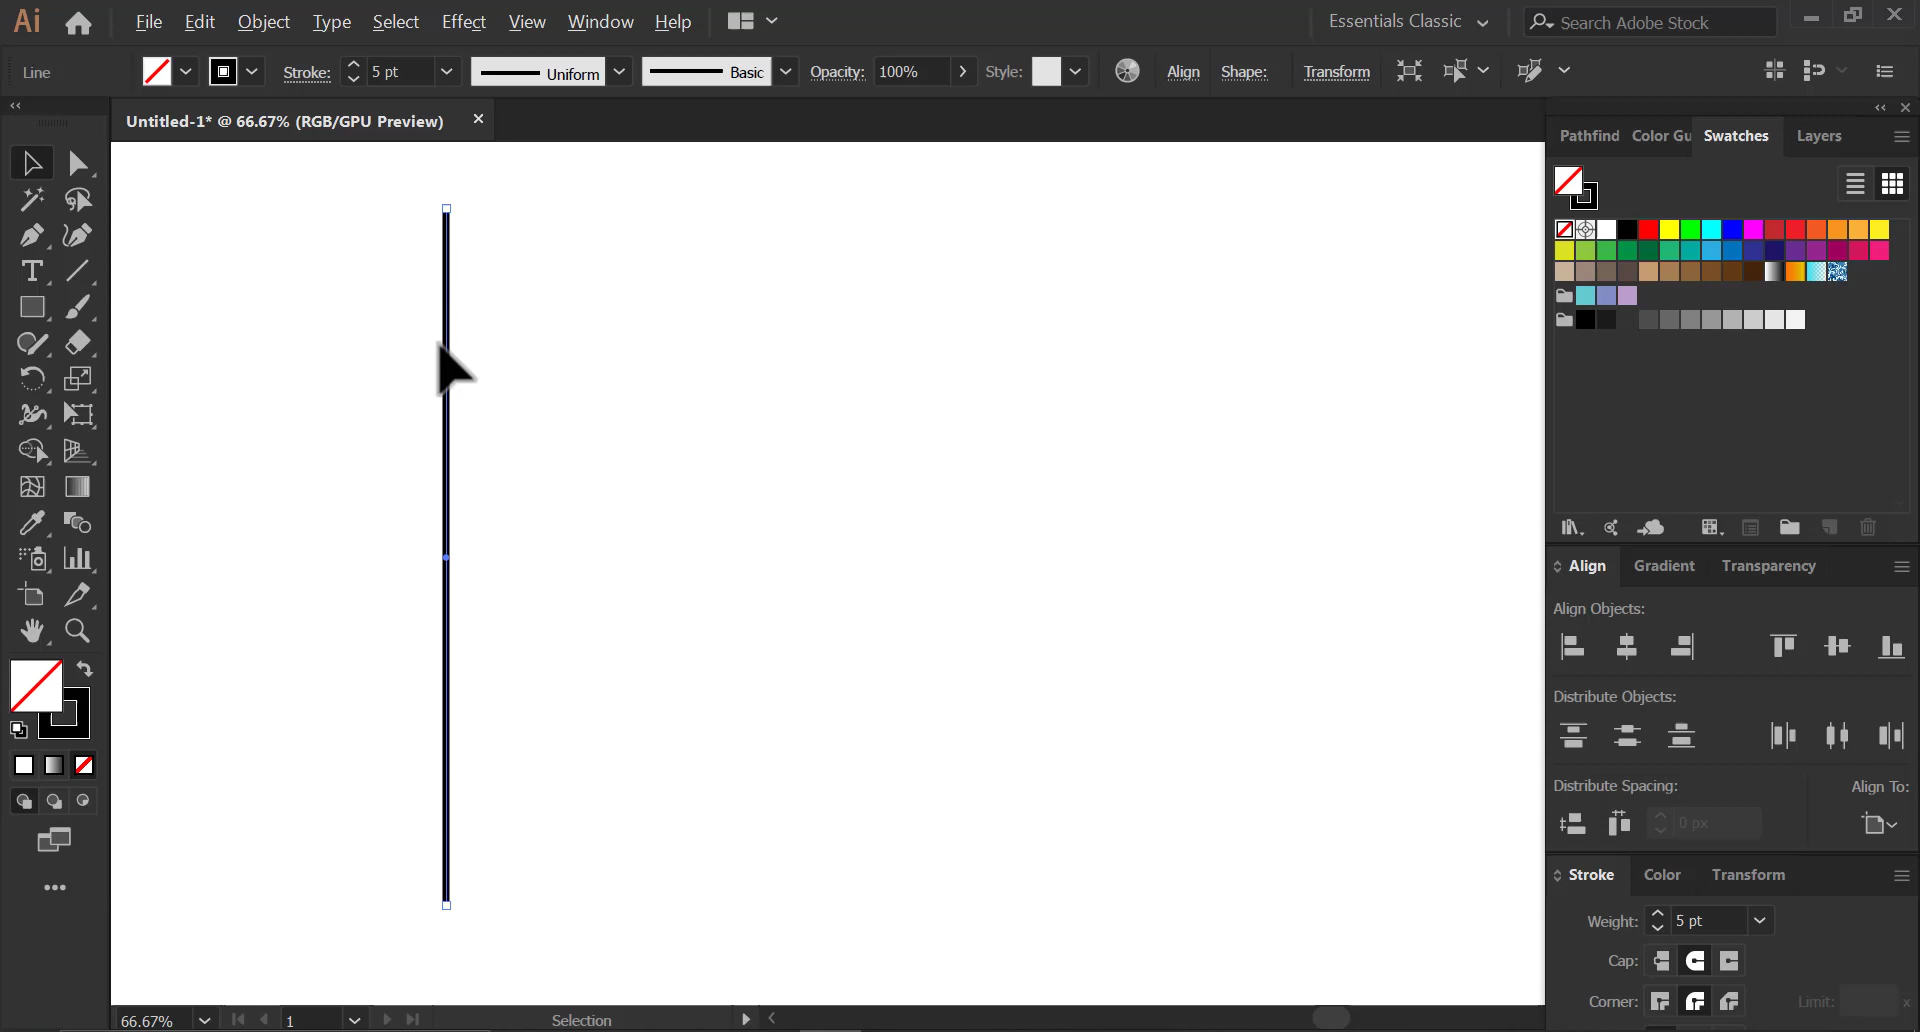 Ai File Edit Object Type Select Effect View Window Help Essentials Classic Search Adobe Stock
Line Stroke: 5 pt Uniform Basic Opacity: 100% Style: Align Shape: Transform
Untitled-1* @ 66.67% (RGB/GPU Preview)
Pathfind Color Gu Swatches Layers
Align Gradient Transparency
Align Objects:
Distribute Objects:
Distribute Spacing: Align To:
0 px
Stroke Color Transform
Weight: 5 pt
Cap:
Corner: Limit: x
66.67% 1 Selection